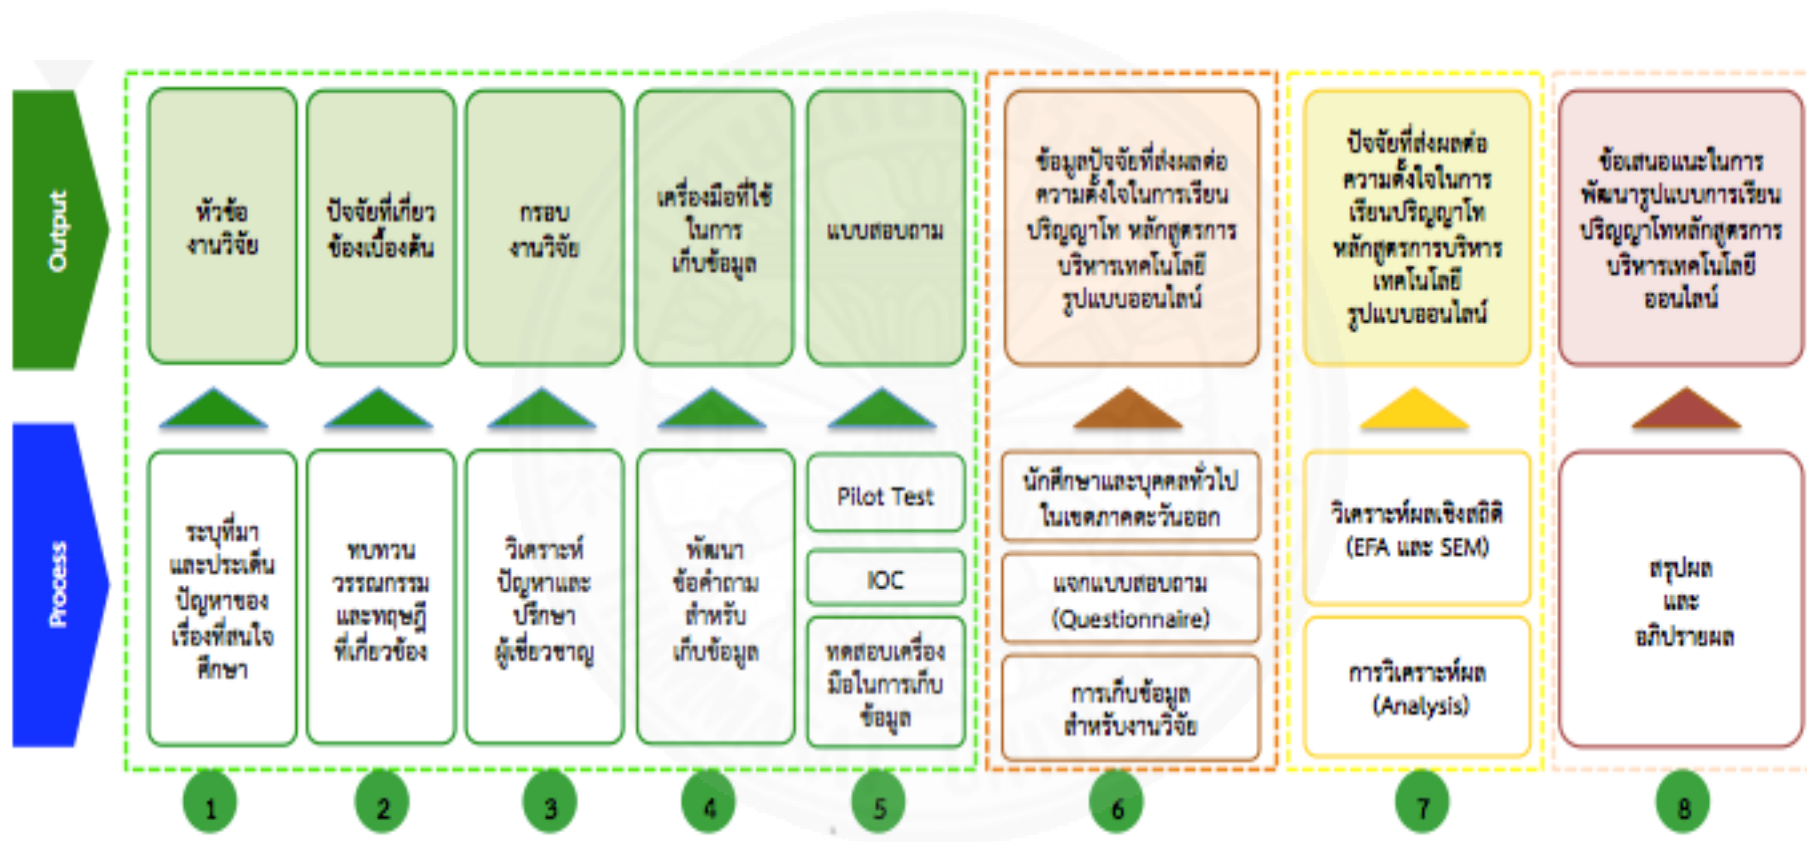 Output
หัวข้อ
งานวิจัย
ปัจจัยที่เกี่ยว
ข้องเบื้องต้น
กรอบ
งานวิจัย
เครื่องมือที่ใช้
ในการ
เก็บข้อมูล
แบบสอบถาม
ข้อมูลปัจจัยที่ส่งผลต่อ
ความตั้งใจในการเรียน
ปริญญาโท หลักสูตรการ
บริหารเทคโนโลยี
รูปแบบออนไลน์
ปัจจัยที่ส่งผลต่อ
ความตั้งใจในการ
เรียนปริญญาโท
หลักสูตรการบริหาร
เทคโนโลยี
รูปแบบออนไลน์
ข้อเสนอแนะในการ
พัฒนารูปแบบการเรียน
ปริญญาโทหลักสูตรการ
บริหารเทคโนโลยี
ออนไลน์
Process
ระบุที่มา
และประเด็น
ปัญหาของ
เรื่องที่สนใจ
ศึกษา
ทบทวน
วรรณกรรม
และทฤษฎี
ที่เกี่ยวข้อง
วิเคราะห์
ปัญหาและ
ปรึกษา
ผู้เชี่ยวชาญ
พัฒนา
ข้อคำถาม
สำหรับ
เก็บข้อมูล
Pilot Test
IOC
ทดสอบเครื่อง
มือในการเก็บ
ข้อมูล
นักศึกษาและบุคคลทั่วไป
ในเขตภาคตะวันออก
แจกแบบสอบถาม
(Questionnaire)
การเก็บข้อมูล
สำหรับงานวิจัย
วิเคราะห์ผลเชิงสถิติ
(EFA และ SEM)
การวิเคราะห์ผล
(Analysis)
สรุปผล
และ
อภิปรายผล
1
2
3
4
5
6
7
8